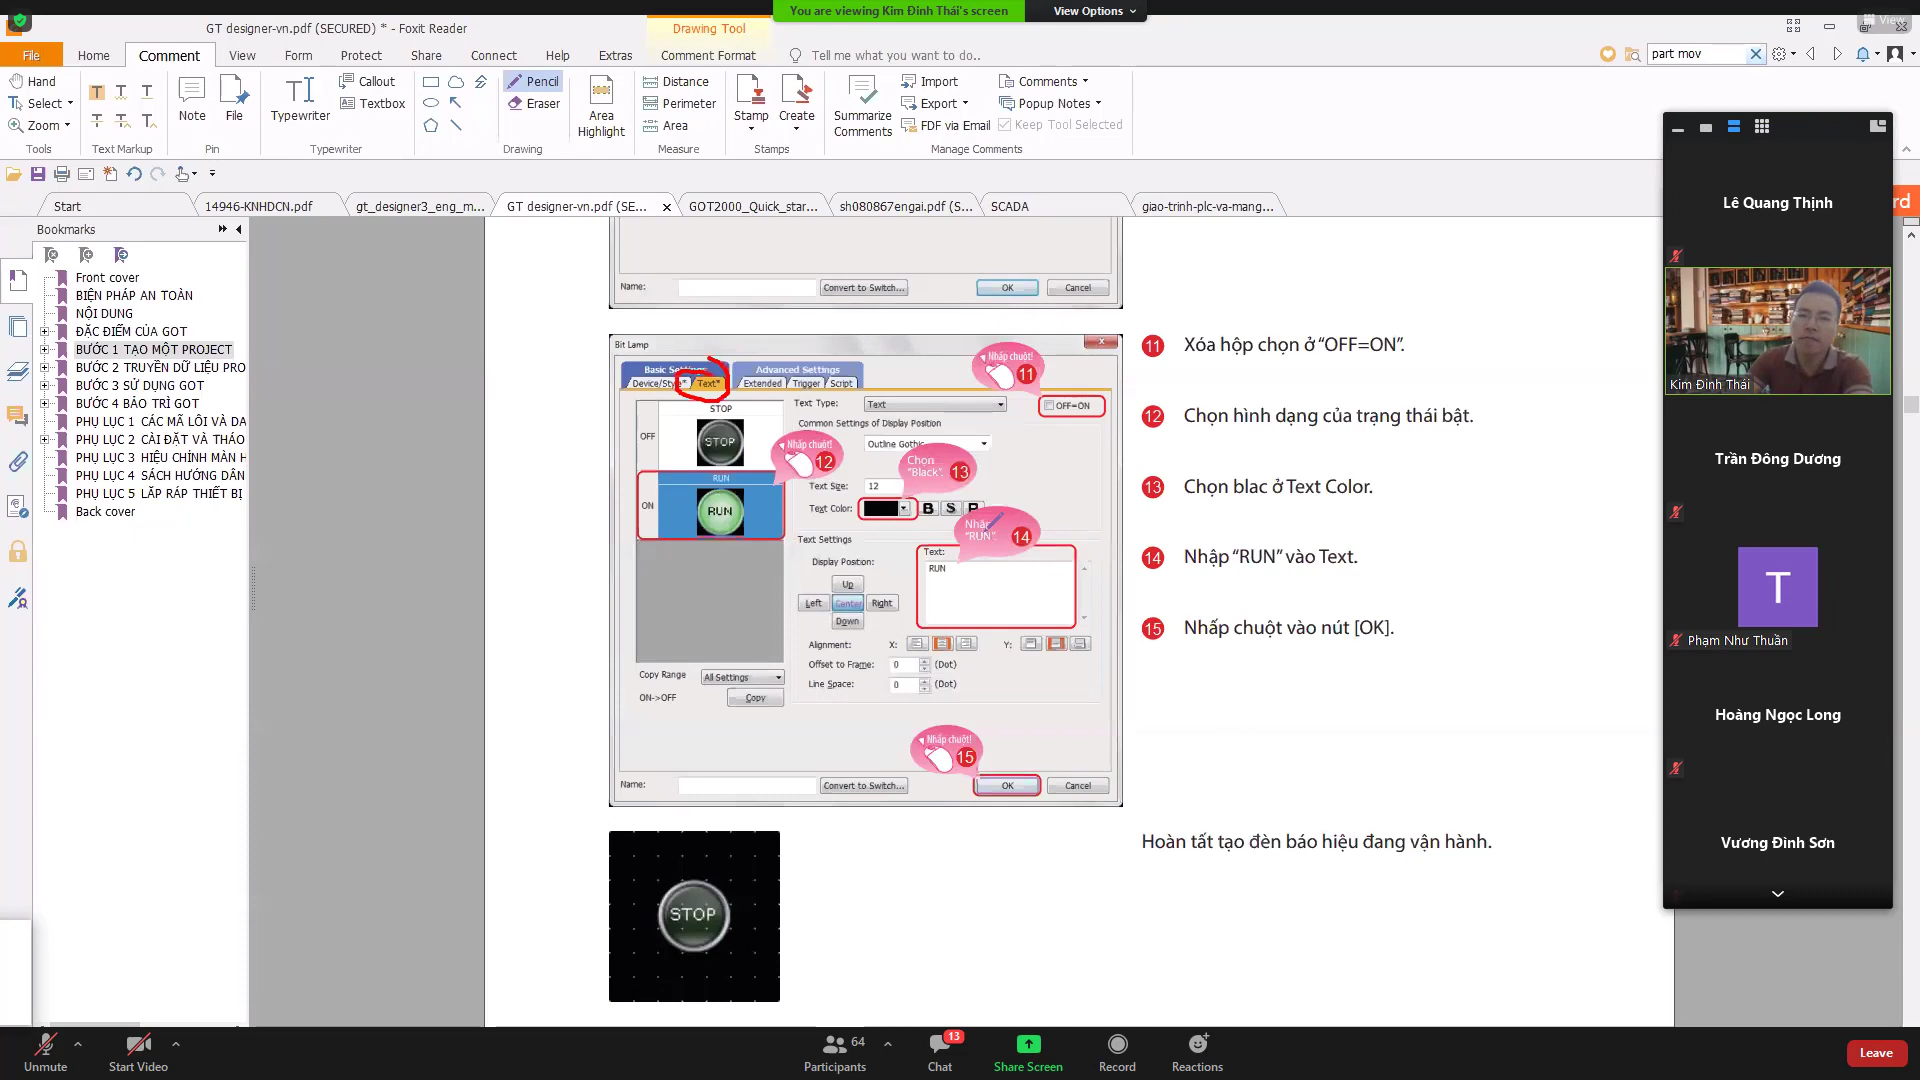 You are viewing Kim Đinh Thái's screen
View Options
View
GT designer-vn.pdf (SECURED) * - Foxit Reader
Drawing Tool
File
Home
Comment
View
Form
Protect
Share
Connect
Help
Extras
Comment Format
Tell me what you want to do..
part mov
Hand
Select
Zoom
Tools
Text Markup
Note
File
Pin
Typewriter
Callout
Textbox
Typewriter
Pencil
Eraser
Area Highlight
Drawing
Distance
Perimeter
Area
Measure
Stamp
Create
Stamps
Summarize Comments
Import
Export
FDF via Email
Comments
Popup Notes
Keep Tool Selected
Manage Comments
Start
14946-KNHDCN.pdf
gt_designer3_eng_m...
GT designer-vn.pdf (SE...
GOT2000_Quick_star...
sh080867engai.pdf (S...
SCADA
giao-trinh-plc-va-mang...
Bookmarks
Front cover
BIỆN PHÁP AN TOÀN
NỘI DUNG
ĐẶC ĐIỂM CỦA GOT
BƯỚC 1 TẠO MỘT PROJECT
BƯỚC 2 TRUYỀN DỮ LIỆU PRO
BƯỚC 3 SỬ DỤNG GOT
BƯỚC 4 BẢO TRÌ GOT
PHỤ LỤC 1 CÁC MÃ LỖI VÀ DA
PHỤ LỤC 2 CÀI ĐẶT VÀ THÁO
PHỤ LỤC 3 HIỆU CHỈNH MÀN H
PHỤ LỤC 4 SÁCH HƯỚNG DẪN
PHỤ LỤC 5 LẮP RÁP THIẾT BỊ
Back cover
Name:
Convert to Switch...
OK
Cancel
Bit Lamp
Basic Settings
Advanced Settings
Device/Style*
Text*
Extended
Trigger
Script
Nhấp chuột!
11
STOP
OFF
STOP
Text Type:
Text
OFF=ON
Common Settings of Display Position
Outline Gothic
Nhấp chuột!
12
Chọn "Black".
13
RUN
ON
RUN
Text Size:
12
Text Color:
B
S
Nhập "RUN".
14
Text Settings
Display Position:
Up
Left
Center
Right
Down
Text:
RUN
Alignment:
X:
Y:
Offset to Frame:
0
(Dot)
Line Space:
0
(Dot)
Copy Range
All Settings
ON->OFF
Copy
Nhấp chuột!
15
Name:
Convert to Switch...
OK
Cancel
11 Xóa hộp chọn ở “OFF=ON”.
12 Chọn hình dạng của trạng thái bật.
13 Chọn blac ở Text Color.
14 Nhập “RUN” vào Text.
15 Nhấp chuột vào nút [OK].
STOP
Hoàn tất tạo đèn báo hiệu đang vận hành.
Lê Quang Thịnh
Kim Đinh Thái
Trần Đông Dương
T
Phạm Như Thuần
Hoàng Ngọc Long
Vương Đình Sơn
Unmute
Start Video
Participants
64
Chat
13
Share Screen
Record
Reactions
Leave